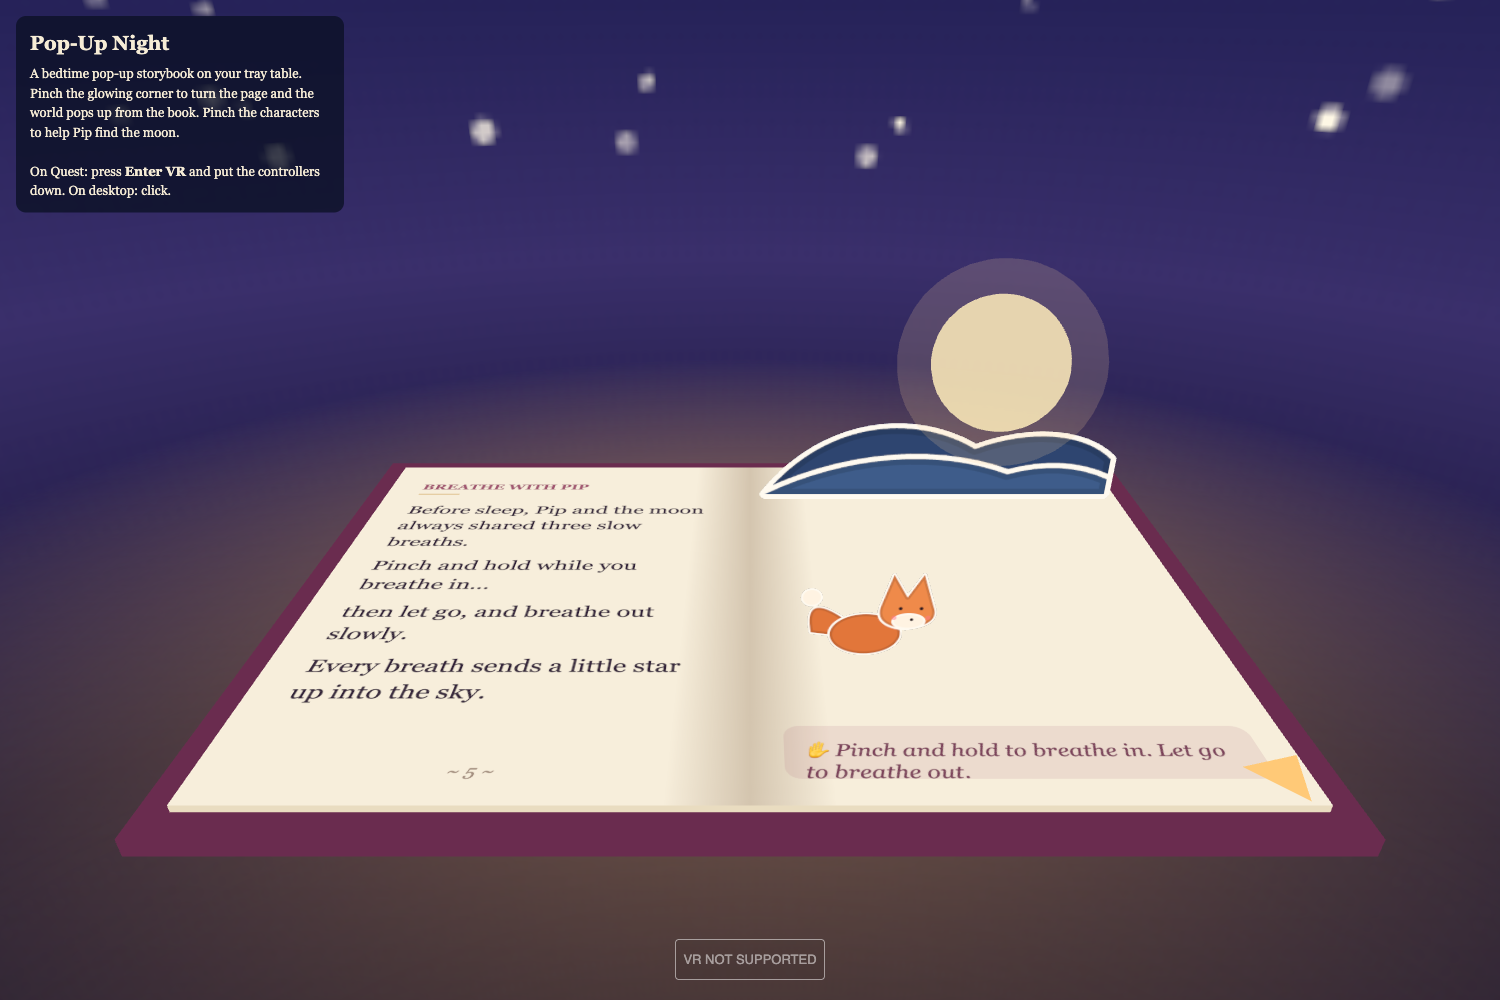 Pop-Up Night
A bedtime pop-up storybook on your tray table.
Pinch the glowing corner to turn the page and the
world pops up from the book. Pinch the characters
to help Pip find the moon.
On Quest: press Enter VR and put the controllers
down. On desktop: click.
BREATHE WITH PIP
Before sleep, Pip and the moon
always shared three slow
breaths.
Pinch and hold while you
breathe in...
then let go, and breathe out
slowly.
Every breath sends a little star
up into the sky.
~ 5 ~
✋ Pinch and hold to breathe in. Let go
to breathe out.
VR NOT SUPPORTED